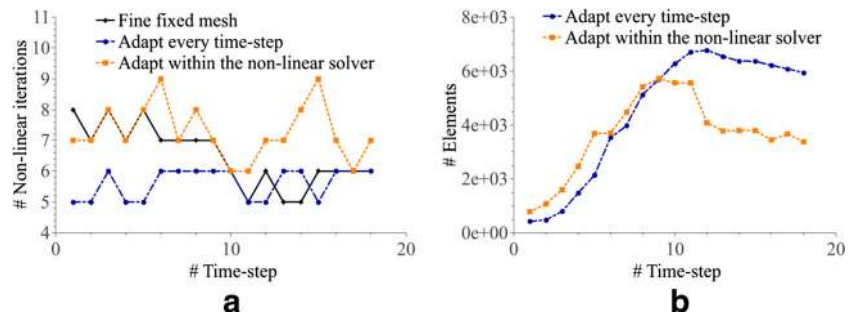 11
10
9
8
7
6
5
4
# Non-linear iterations
Fine fixed mesh
Adapt every time-step
Adapt within the non-linear solver
0
10
20
# Time-step
a
8e+03
6e+03
4e+03
2e+03
0e+00
# Elements
Adapt every time-step
Adapt within the non-linear solver
0
10
20
# Time-step
b